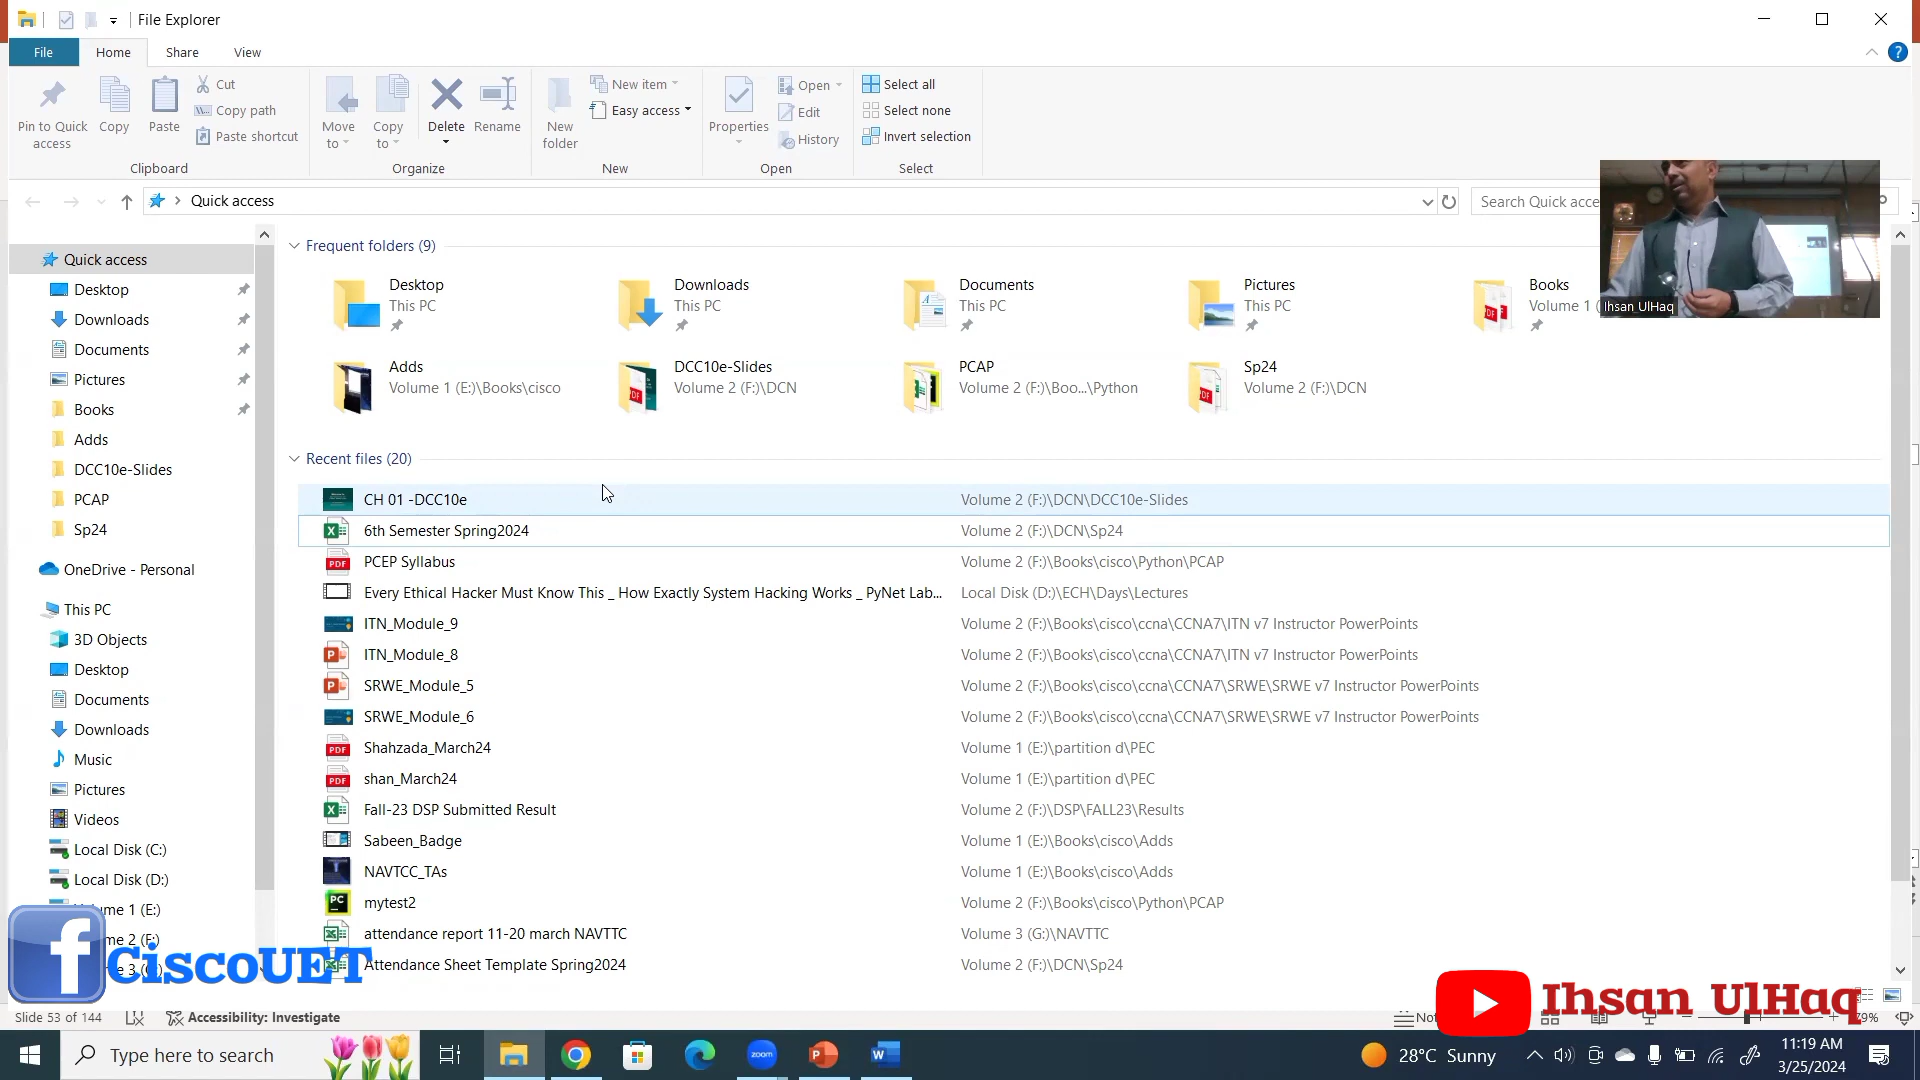 File Explorer
File Home Share View
Pin to Quick access
Copy
Paste
Cut
Copy path
Paste shortcut
Clipboard
Move to
Copy to
Delete
Rename
Organize
New folder
New item
Easy access
New
Properties
Open
Edit
History
Open
Select all
Select none
Invert selection
Select
Quick access
Search Quick acce
Ihsan UlHaq
Quick access
Desktop
Downloads
Documents
Pictures
Books
Adds
DCC10e-Slides
PCAP
Sp24
OneDrive - Personal
This PC
3D Objects
Desktop
Documents
Downloads
Music
Pictures
Videos
Local Disk (C:)
Local Disk (D:)
me 1 (E:)
me 2 (F:)
Frequent folders (9)
Desktop
This PC
Downloads
This PC
Documents
This PC
Pictures
This PC
Books
Volume 1 (
Adds
Volume 1 (E:)\Books\cisco
DCC10e-Slides
Volume 2 (F:)\DCN
PCAP
Volume 2 (F:)\Boo...\Python
Sp24
Volume 2 (F:)\DCN
Recent files (20)
CH 01 -DCC10e Volume 2 (F:)\DCN\DCC10e-Slides
6th Semester Spring2024 Volume 2 (F:)\DCN\Sp24
PCEP Syllabus Volume 2 (F:)\Books\cisco\Python\PCAP
Every Ethical Hacker Must Know This _ How Exactly System Hacking Works _ PyNet Lab... Local Disk (D:)\ECH\Days\Lectures
ITN_Module_9 Volume 2 (F:)\Books\cisco\ccna\CCNA7\ITN v7 Instructor PowerPoints
ITN_Module_8 Volume 2 (F:)\Books\cisco\ccna\CCNA7\ITN v7 Instructor PowerPoints
SRWE_Module_5 Volume 2 (F:)\Books\cisco\ccna\CCNA7\SRWE\SRWE v7 Instructor PowerPoints
SRWE_Module_6 Volume 2 (F:)\Books\cisco\ccna\CCNA7\SRWE\SRWE v7 Instructor PowerPoints
Shahzada_March24 Volume 1 (E:)\partition d\PEC
shan_March24 Volume 1 (E:)\partition d\PEC
Fall-23 DSP Submitted Result Volume 2 (F:)\DSP\FALL23\Results
Sabeen_Badge Volume 1 (E:)\Books\cisco\Adds
NAVTCC_TAs Volume 1 (E:)\Books\cisco\Adds
mytest2 Volume 2 (F:)\Books\cisco\Python\PCAP
attendance report 11-20 march NAVTTC Volume 3 (G:)\NAVTTC
Attendance Sheet Template Spring2024 Volume 2 (F:)\DCN\Sp24
CiscoUET
Ihsan UlHaq
Slide 53 of 144 Accessibility: Investigate
79%
Type here to search
zoom
28°C Sunny
11:19 AM
3/25/2024